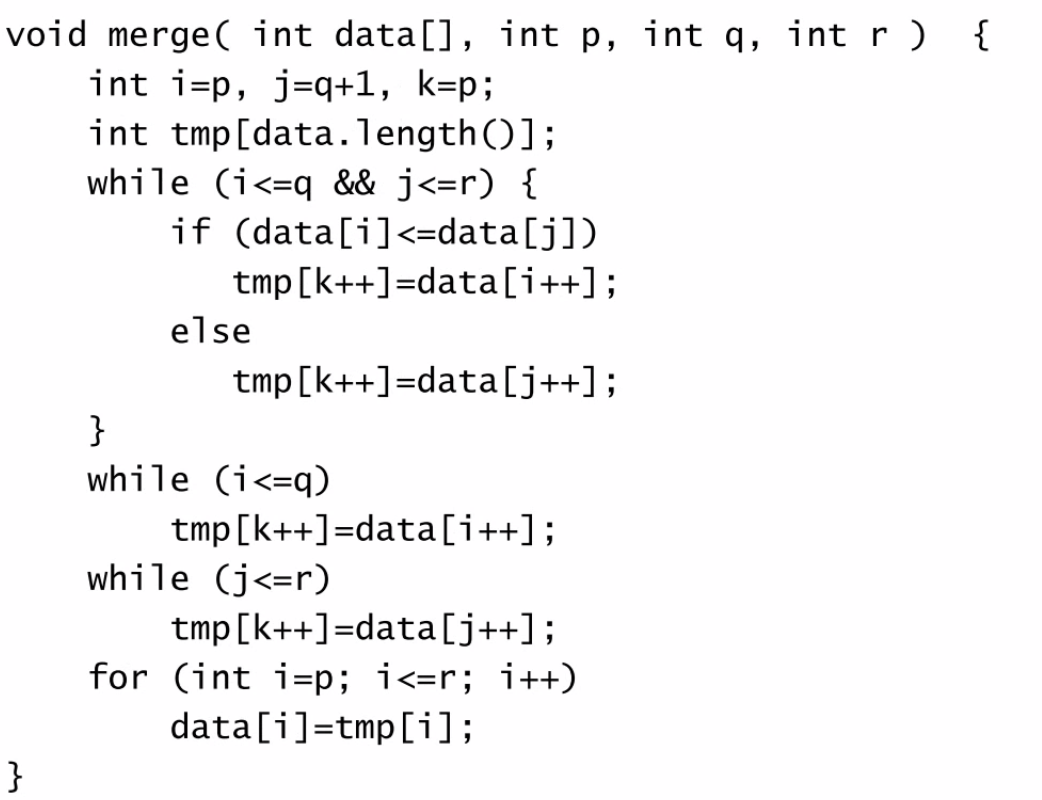 void merge( int data[], int p, int q, int r )  {
    int i=p, j=q+1, k=p;
    int tmp[data.length()];
    while (i<=q && j<=r) {
        if (data[i]<=data[j])
           tmp[k++]=data[i++];
        else
           tmp[k++]=data[j++];
    }
    while (i<=q)
        tmp[k++]=data[i++];
    while (j<=r)
        tmp[k++]=data[j++];
    for (int i=p; i<=r; i++)
        data[i]=tmp[i];
}